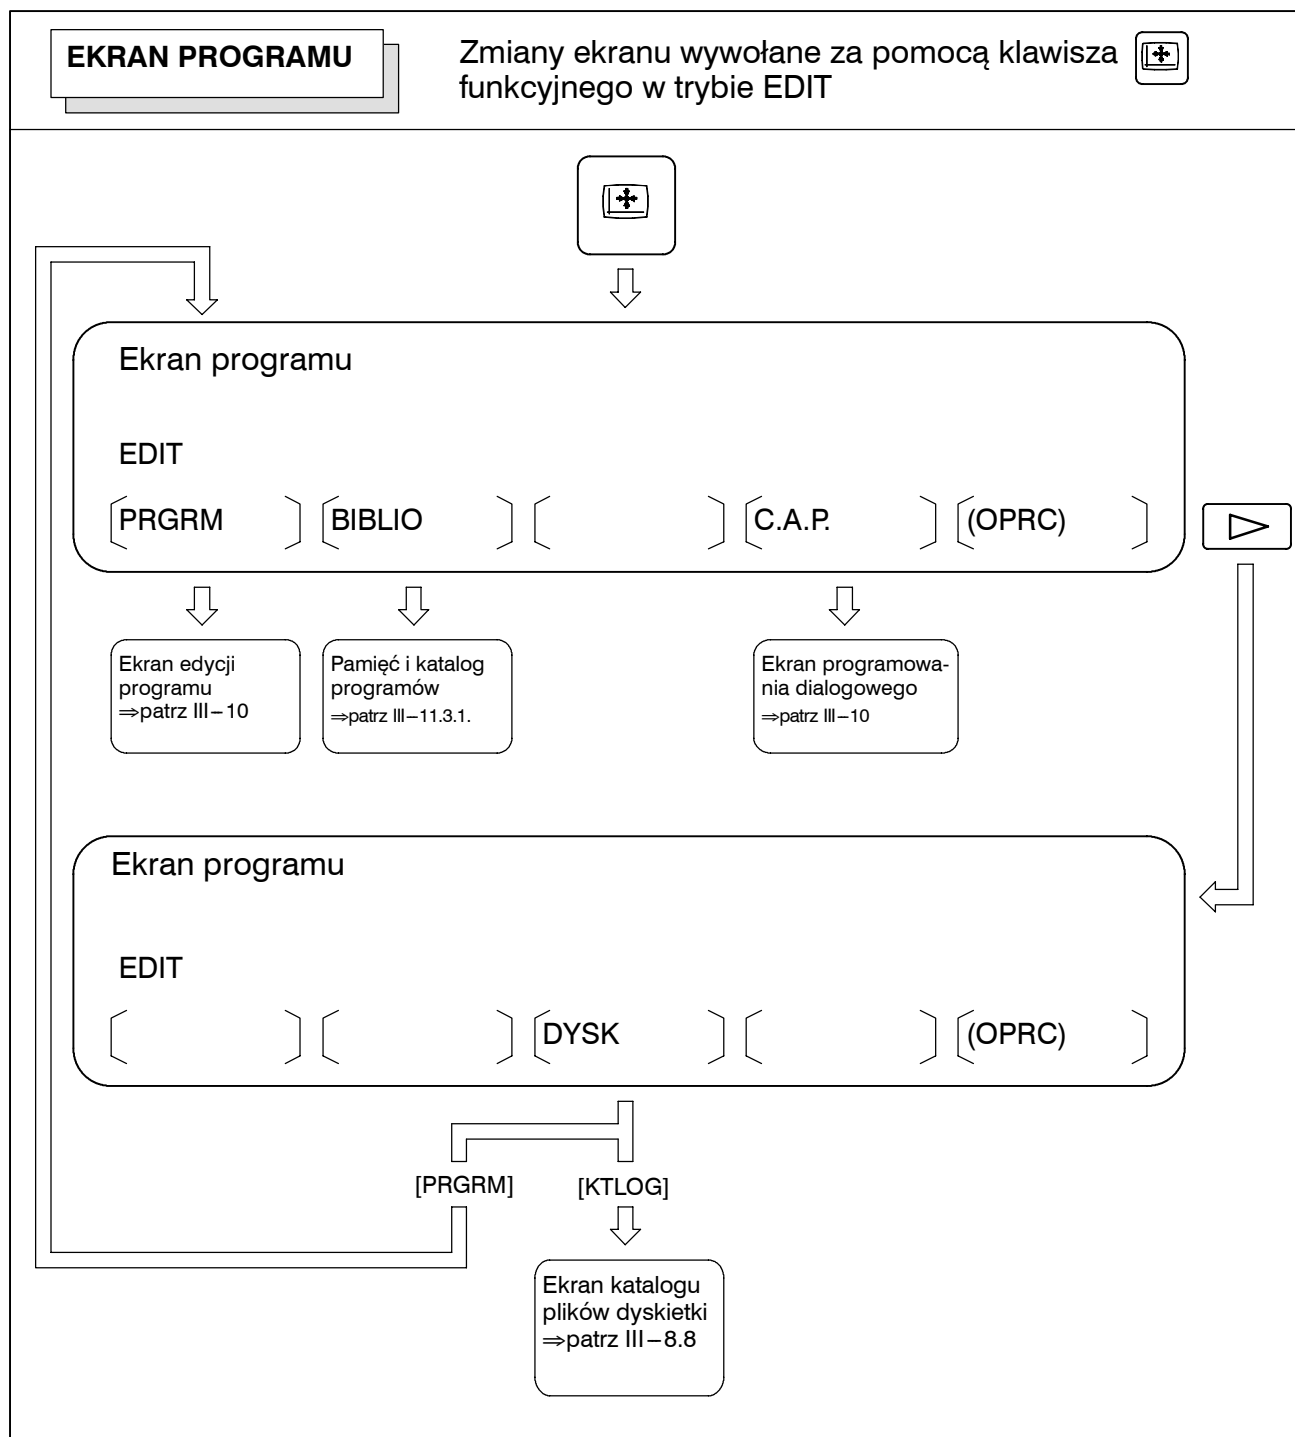 EKRAN PROGRAMU
Zmiany ekranu wywołane za pomocą klawisza
funkcyjnego w trybie EDIT
Ekran programu
EDIT
PRGRM BIBLIO C.A.P. (OPRC)
Ekran edycji
programu
⇒patrz III–10
Pamięć i katalog
programów
⇒patrz III–11.3.1.
Ekran programowa-
nia dialogowego
⇒patrz III–10
Ekran programu
EDIT
DYSK (OPRC)
[PRGRM] [KTLOG]
Ekran katalogu
plików dyskietki
⇒patrz III–8.8